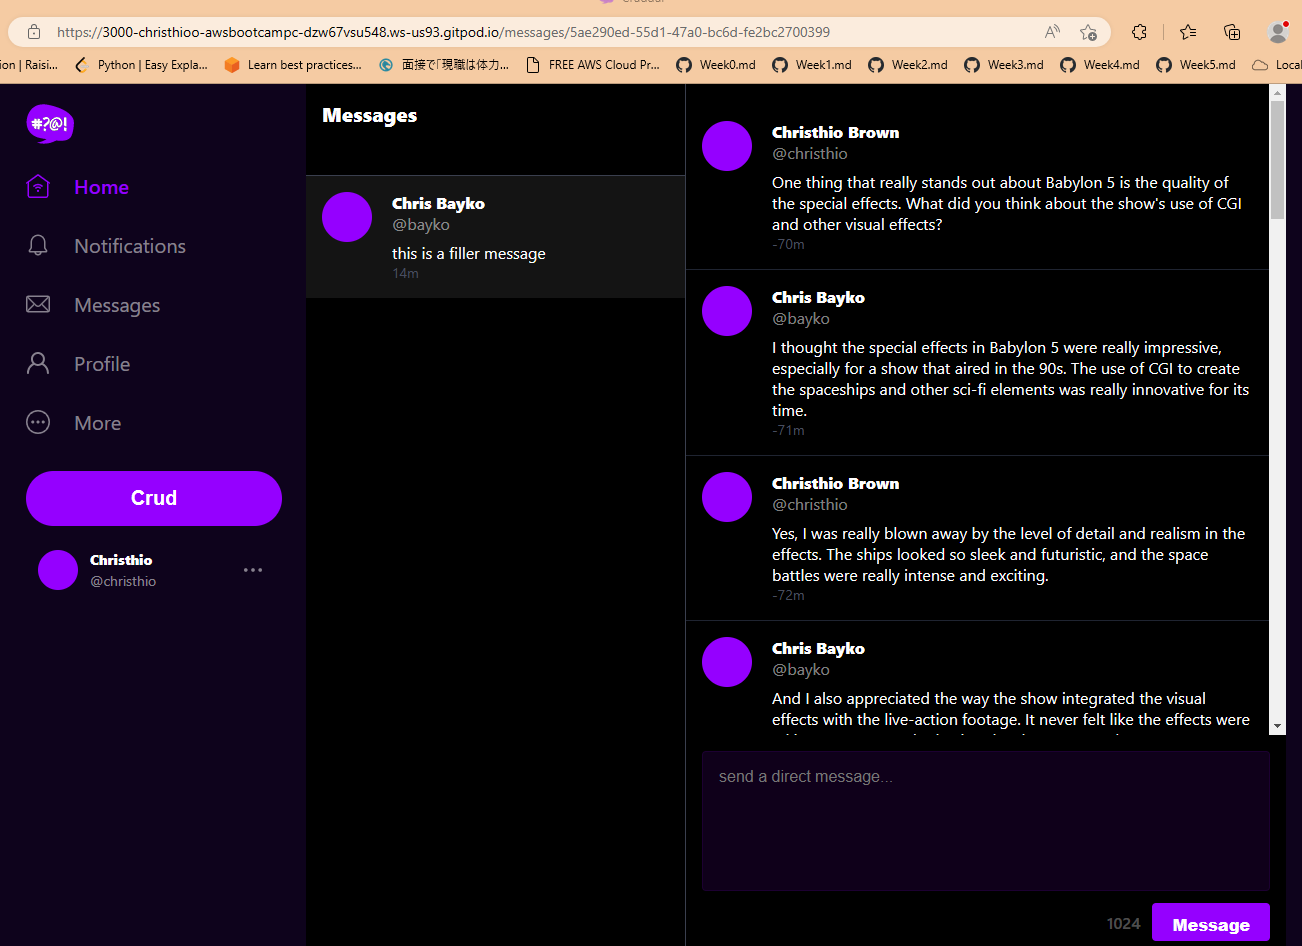 https://3000-christhioo-awsbootcampc-dzw67vsu548.ws-us93.gitpod.io/messages/5ae290ed-55d1-47a0-bc6d-fe2bc2700399
ion | Raisi... Python | Easy Expla... Learn best practices... 面接で「現職は体力... FREE AWS Cloud Pr... Week0.md Week1.md Week2.md Week3.md Week4.md Week5.md Local
#?@!
Home
Notifications
Messages
Profile
More
Crud
Christhio
@christhio
Messages
Chris Bayko
@bayko
this is a filler message
14m
Christhio Brown
@christhio
One thing that really stands out about Babylon 5 is the quality of
the special effects. What did you think about the show's use of CGI
and other visual effects?
-70m
Chris Bayko
@bayko
I thought the special effects in Babylon 5 were really impressive,
especially for a show that aired in the 90s. The use of CGI to create
the spaceships and other sci-fi elements was really innovative for its
time.
-71m
Christhio Brown
@christhio
Yes, I was really blown away by the level of detail and realism in the
effects. The ships looked so sleek and futuristic, and the space
battles were really intense and exciting.
-72m
Chris Bayko
@bayko
And I also appreciated the way the show integrated the visual
effects with the live-action footage. It never felt like the effects were
send a direct message...
1024
Message